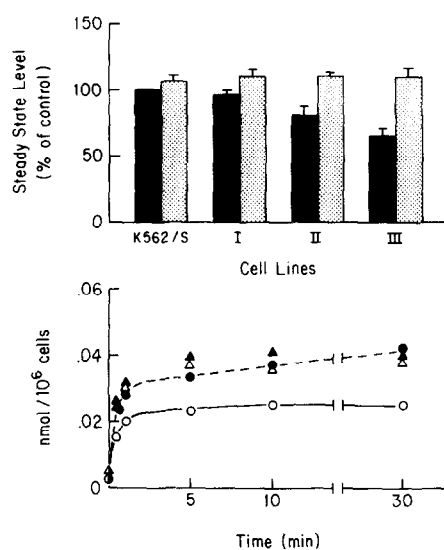 Steady State Level
(% of control)
150
100
50
0
K562/S
I
II
III
Cell Lines
nmol/10⁶ cells
.06
.04
.02
0
5
10
30
Time (min)